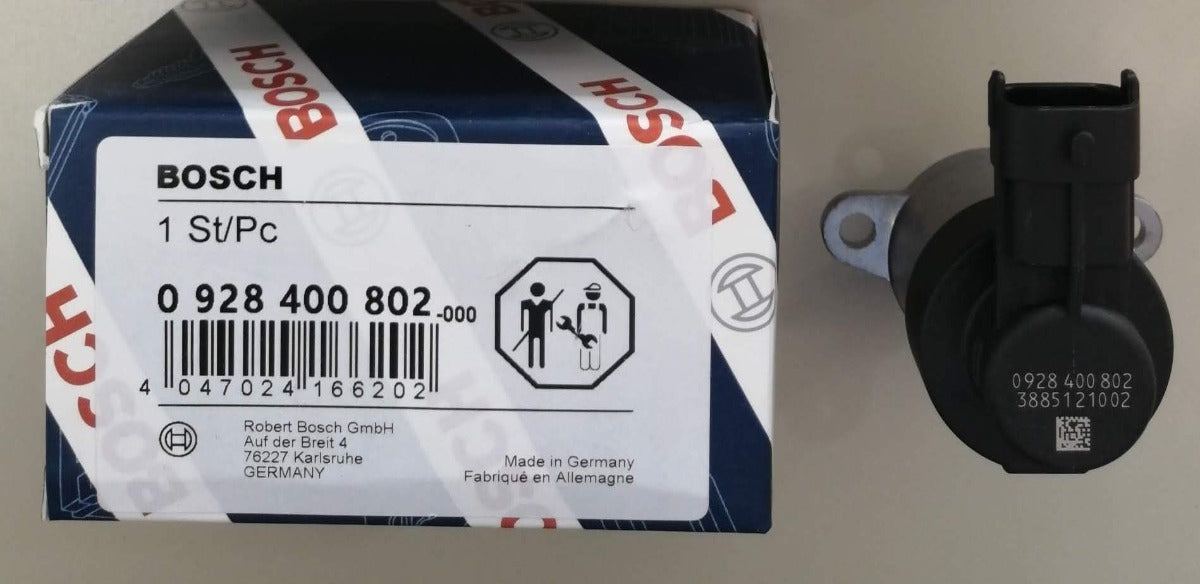 BOSCH
BOSCH
BOSCH
1 St/Pc
0 928 400 802-000
4 047024 166202
Robert Bosch GmbH
Auf der Breit 4
76227 Karlsruhe
GERMANY
Made in Germany
Fabriqué en Allemagne
0928 400 802
3885121002